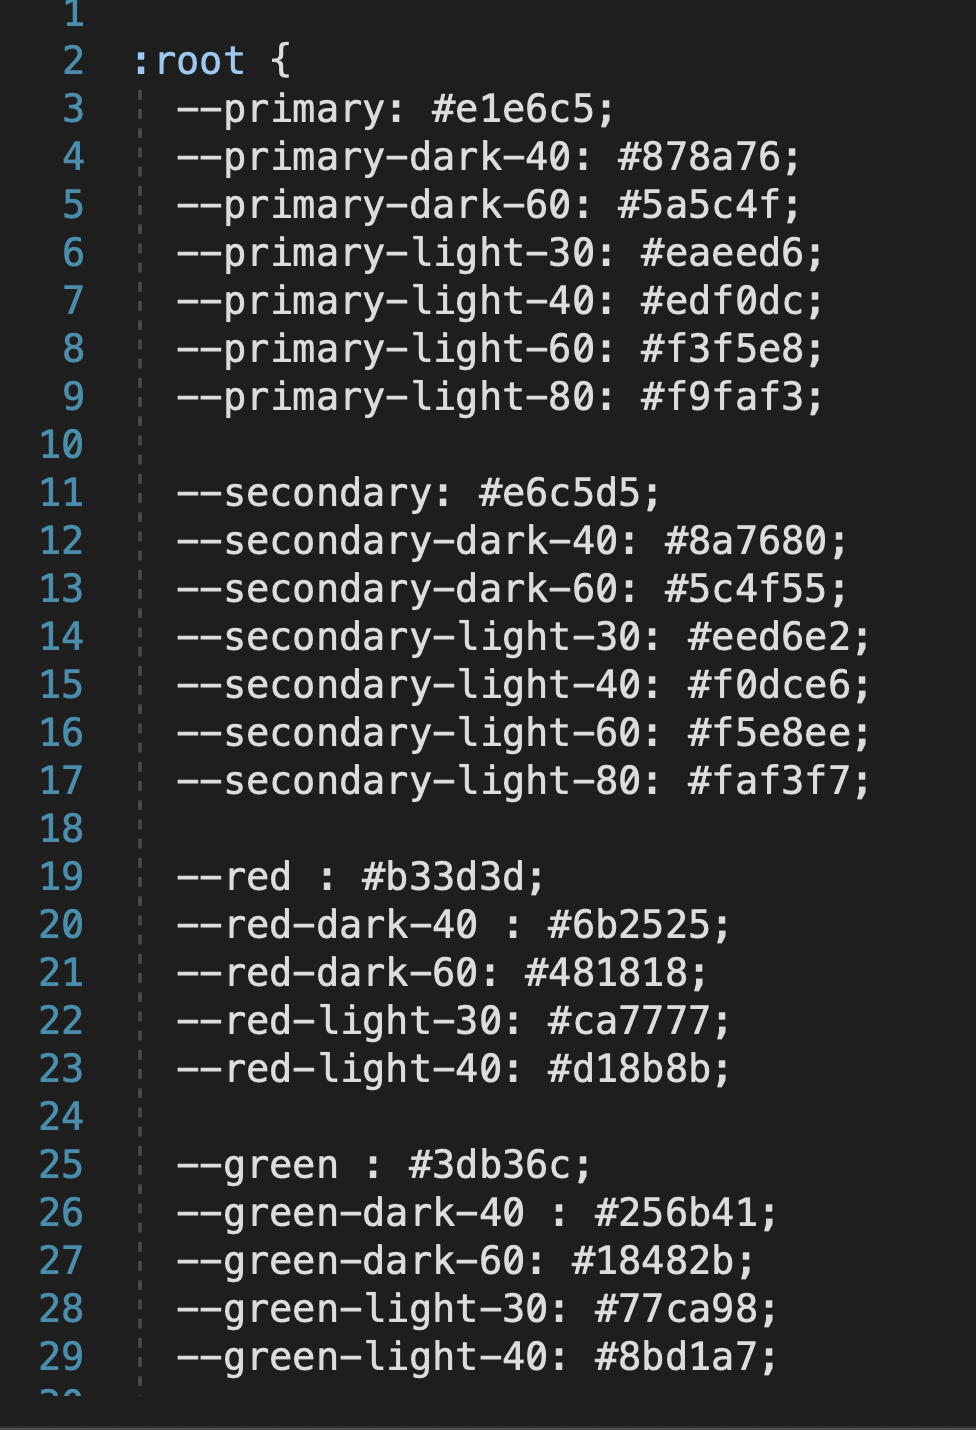 1
2 :root {
3 --primary: #e1e6c5;
4 --primary-dark-40: #878a76;
5 --primary-dark-60: #5a5c4f;
6 --primary-light-30: #eaeed6;
7 --primary-light-40: #edf0dc;
8 --primary-light-60: #f3f5e8;
9 --primary-light-80: #f9faf3;
10
11 --secondary: #e6c5d5;
12 --secondary-dark-40: #8a7680;
13 --secondary-dark-60: #5c4f55;
14 --secondary-light-30: #eed6e2;
15 --secondary-light-40: #f0dce6;
16 --secondary-light-60: #f5e8ee;
17 --secondary-light-80: #faf3f7;
18
19 --red : #b33d3d;
20 --red-dark-40 : #6b2525;
21 --red-dark-60: #481818;
22 --red-light-30: #ca7777;
23 --red-light-40: #d18b8b;
24
25 --green : #3db36c;
26 --green-dark-40 : #256b41;
27 --green-dark-60: #18482b;
28 --green-light-30: #77ca98;
29 --green-light-40: #8bd1a7;